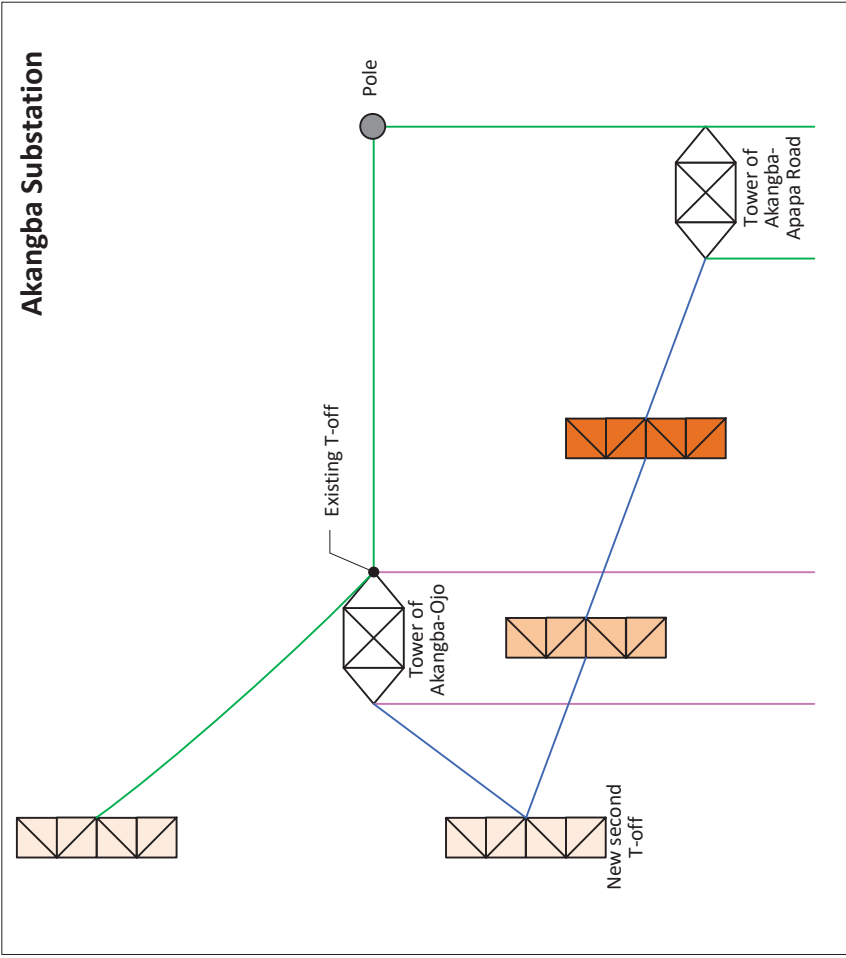 Akangba Substation
Pole
Existing T-off
Tower of
Akangba-Ojo
Tower of
Akangba-
Apapa Road
New second
T-off